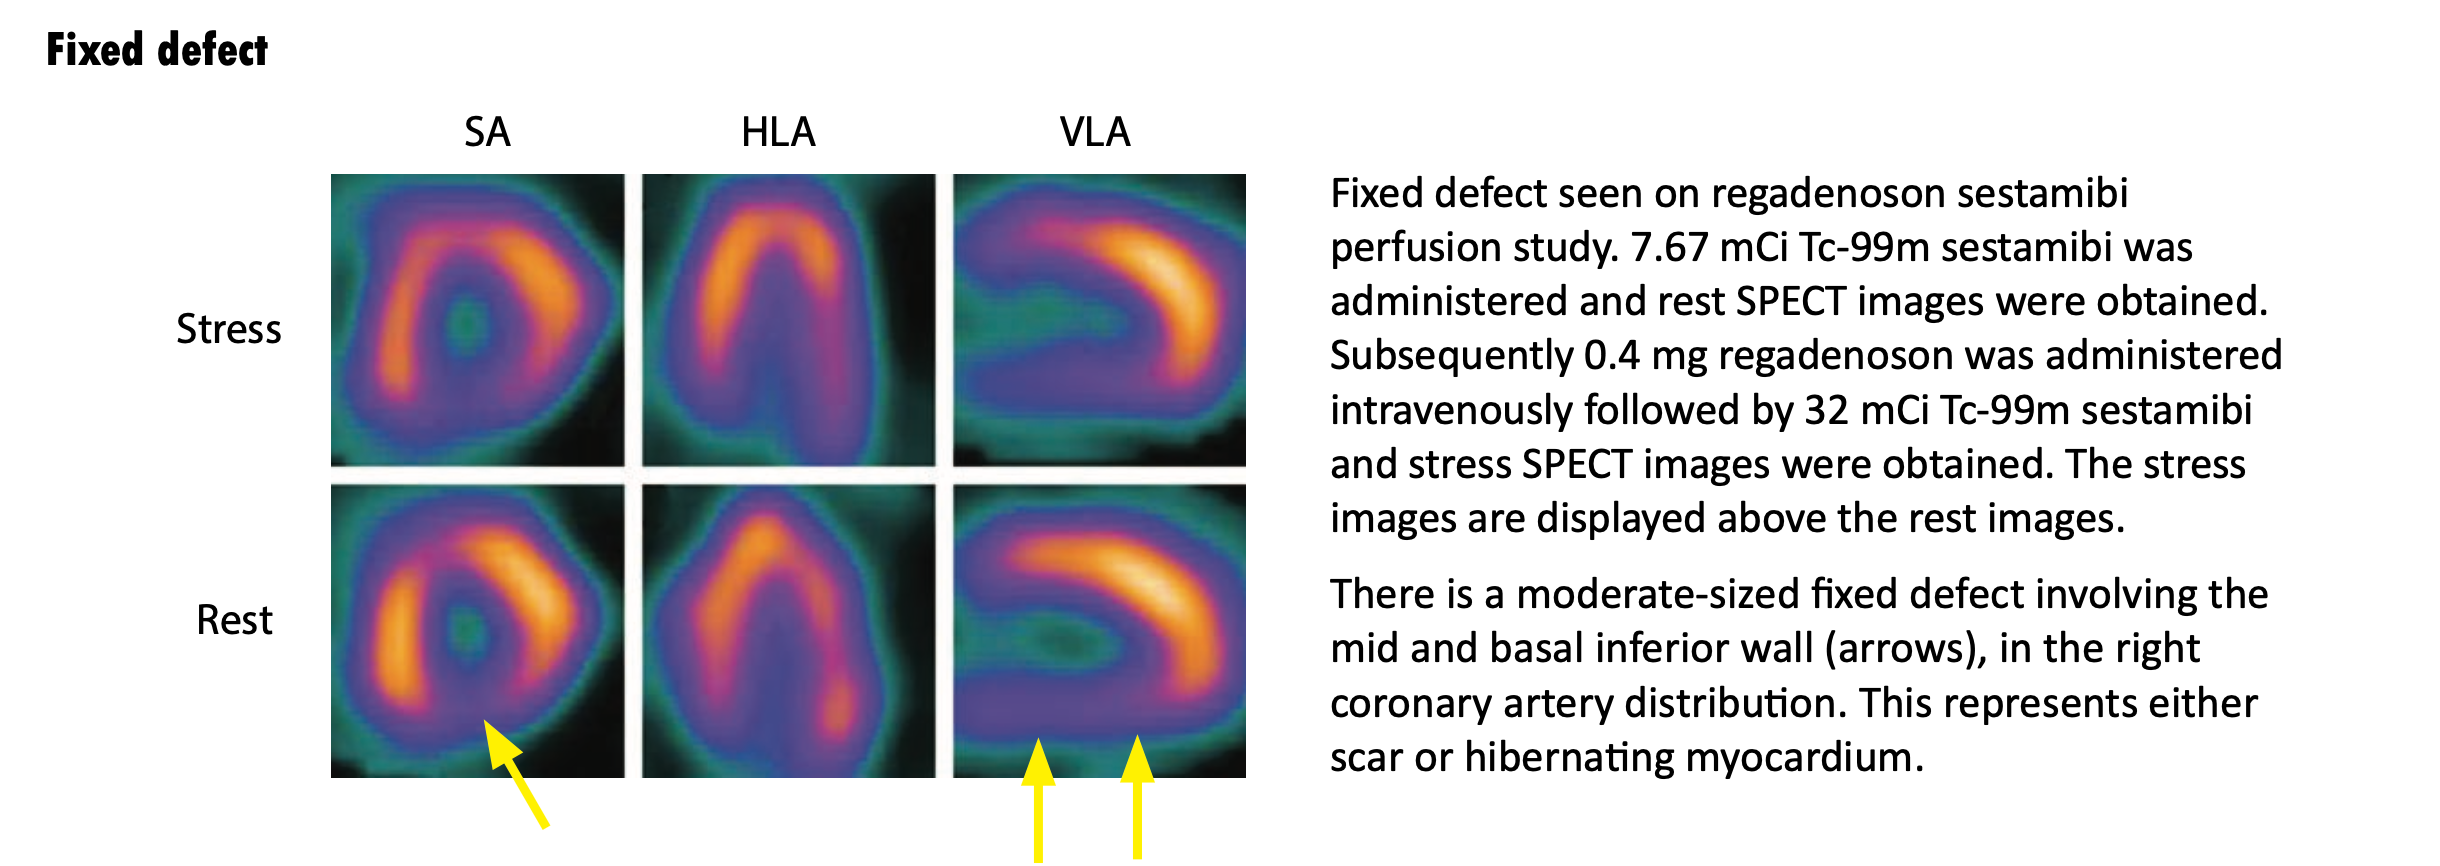 Fixed defect
SA
HLA
VLA
Stress
Rest
Fixed defect seen on regadenoson sestamibi
perfusion study. 7.67 mCi Tc-99m sestamibi was
administered and rest SPECT images were obtained.
Subsequently 0.4 mg regadenoson was administered
intravenously followed by 32 mCi Tc-99m sestamibi
and stress SPECT images were obtained. The stress
images are displayed above the rest images.
There is a moderate-sized fixed defect involving the
mid and basal inferior wall (arrows), in the right
coronary artery distribution. This represents either
scar or hibernating myocardium.